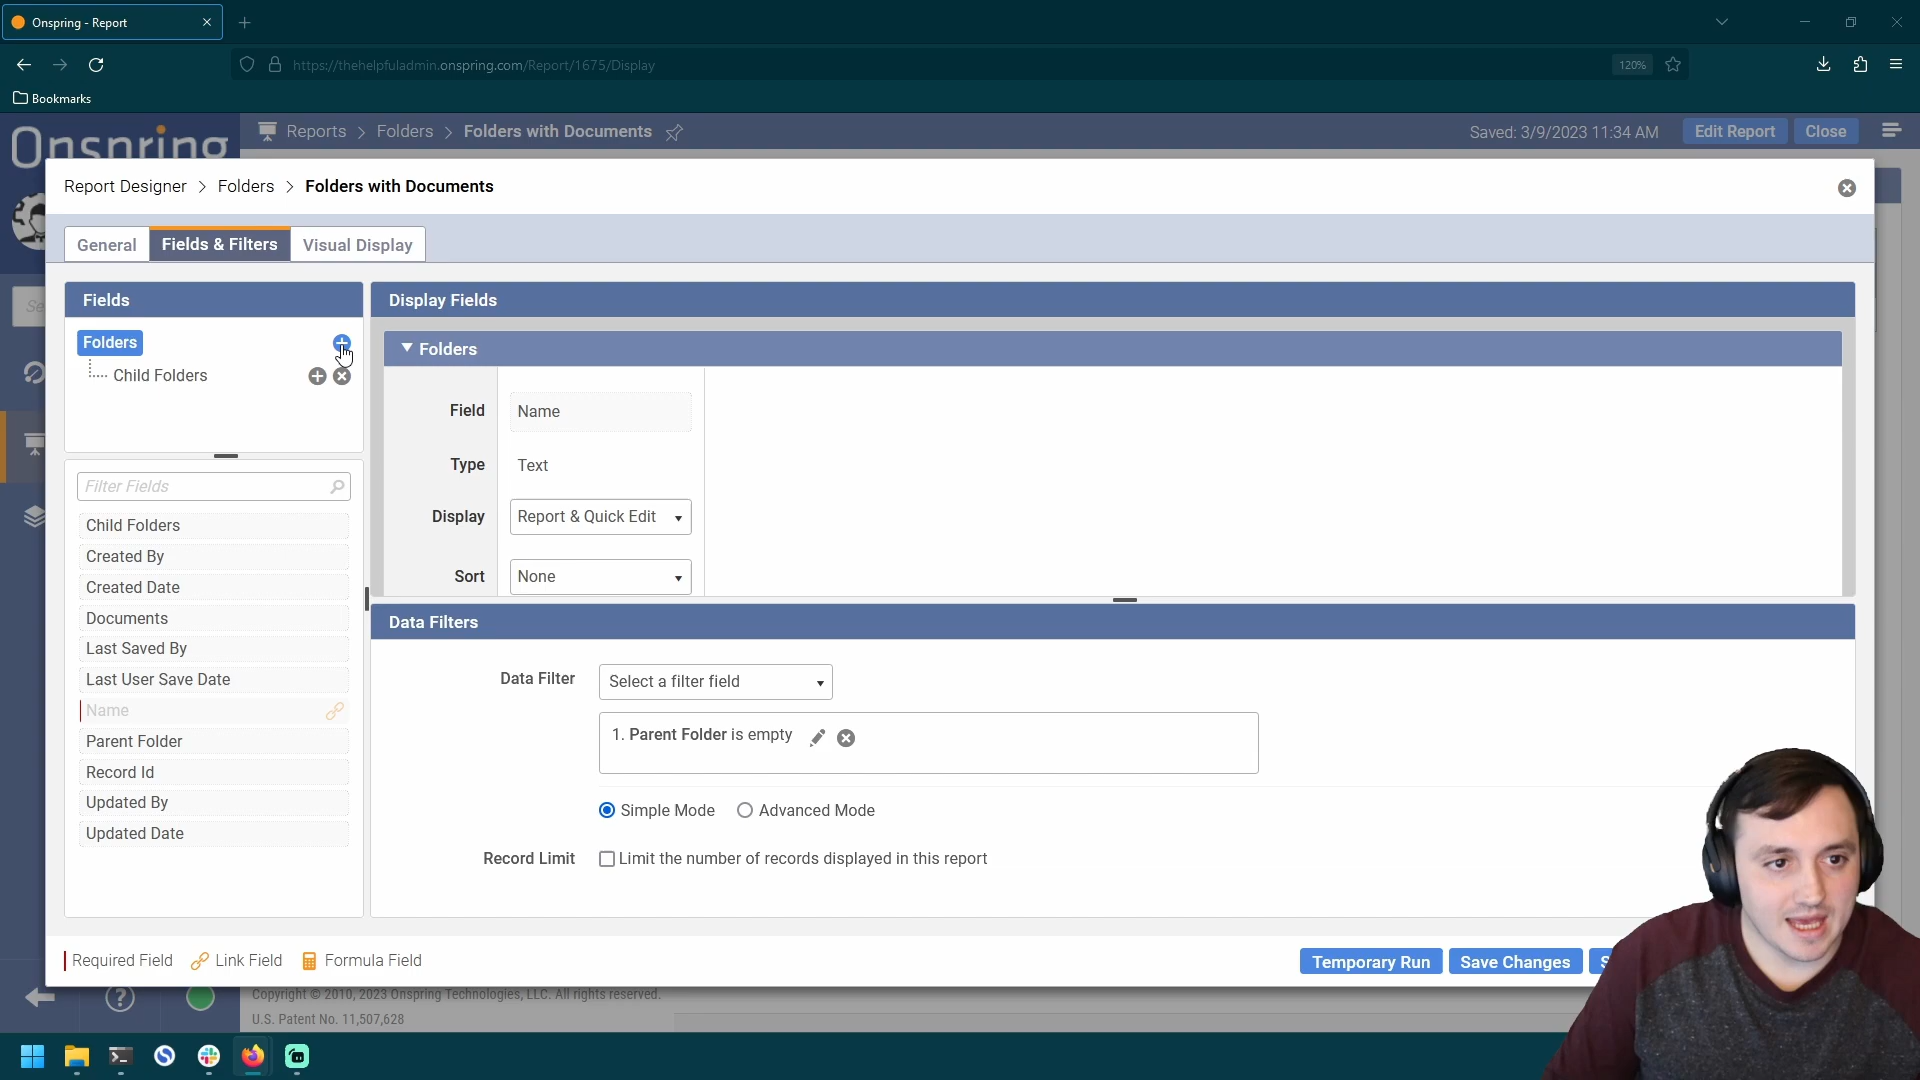 Onspring - Report
https://thehelpfuladmin.onspring.com/Report/1675/Display
120%
Bookmarks
Onspring
Reports > Folders > Folders with Documents
Saved: 3/9/2023 11:34 AM
Edit Report
Close
Report Designer > Folders > Folders with Documents
General
Fields & Filters
Visual Display
Fields
Folders
Child Folders
Filter Fields
Child Folders
Created By
Created Date
Documents
Last Saved By
Last User Save Date
Name
Parent Folder
Record Id
Updated By
Updated Date
Display Fields
Folders
Field
Name
Type
Text
Display
Report & Quick Edit
Sort
None
Data Filters
Data Filter
Select a filter field
1. Parent Folder is empty
Simple Mode
Advanced Mode
Record Limit
Limit the number of records displayed in this report
Required Field
Link Field
Formula Field
Temporary Run
Save Changes
Copyright © 2010, 2023 Onspring Technologies, LLC. All rights reserved.
U.S. Patent No. 11,507,628